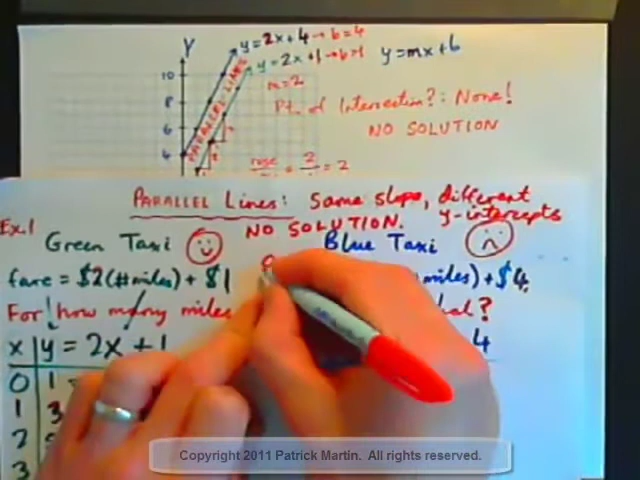 y = 2x + 4 → b = 4
Y
y = 2x + 1 → b = 1
y = mx + b
m = 2
10
PARALLEL LINES
Pt. of Intersection?: None!
8
NO SOLUTION
6
4
rise = 2 = 2
PARALLEL Lines: Same slope, different
y-intercepts
Ex.1
NO SOLUTION.
Green Taxi
Blue Taxi
fare = $2(#miles) + $1
miles) + $4
For how many miles
al?
x y = 2x + 1
4
0 1
1 3
2
3
Copyright 2011 Patrick Martin. All rights reserved.